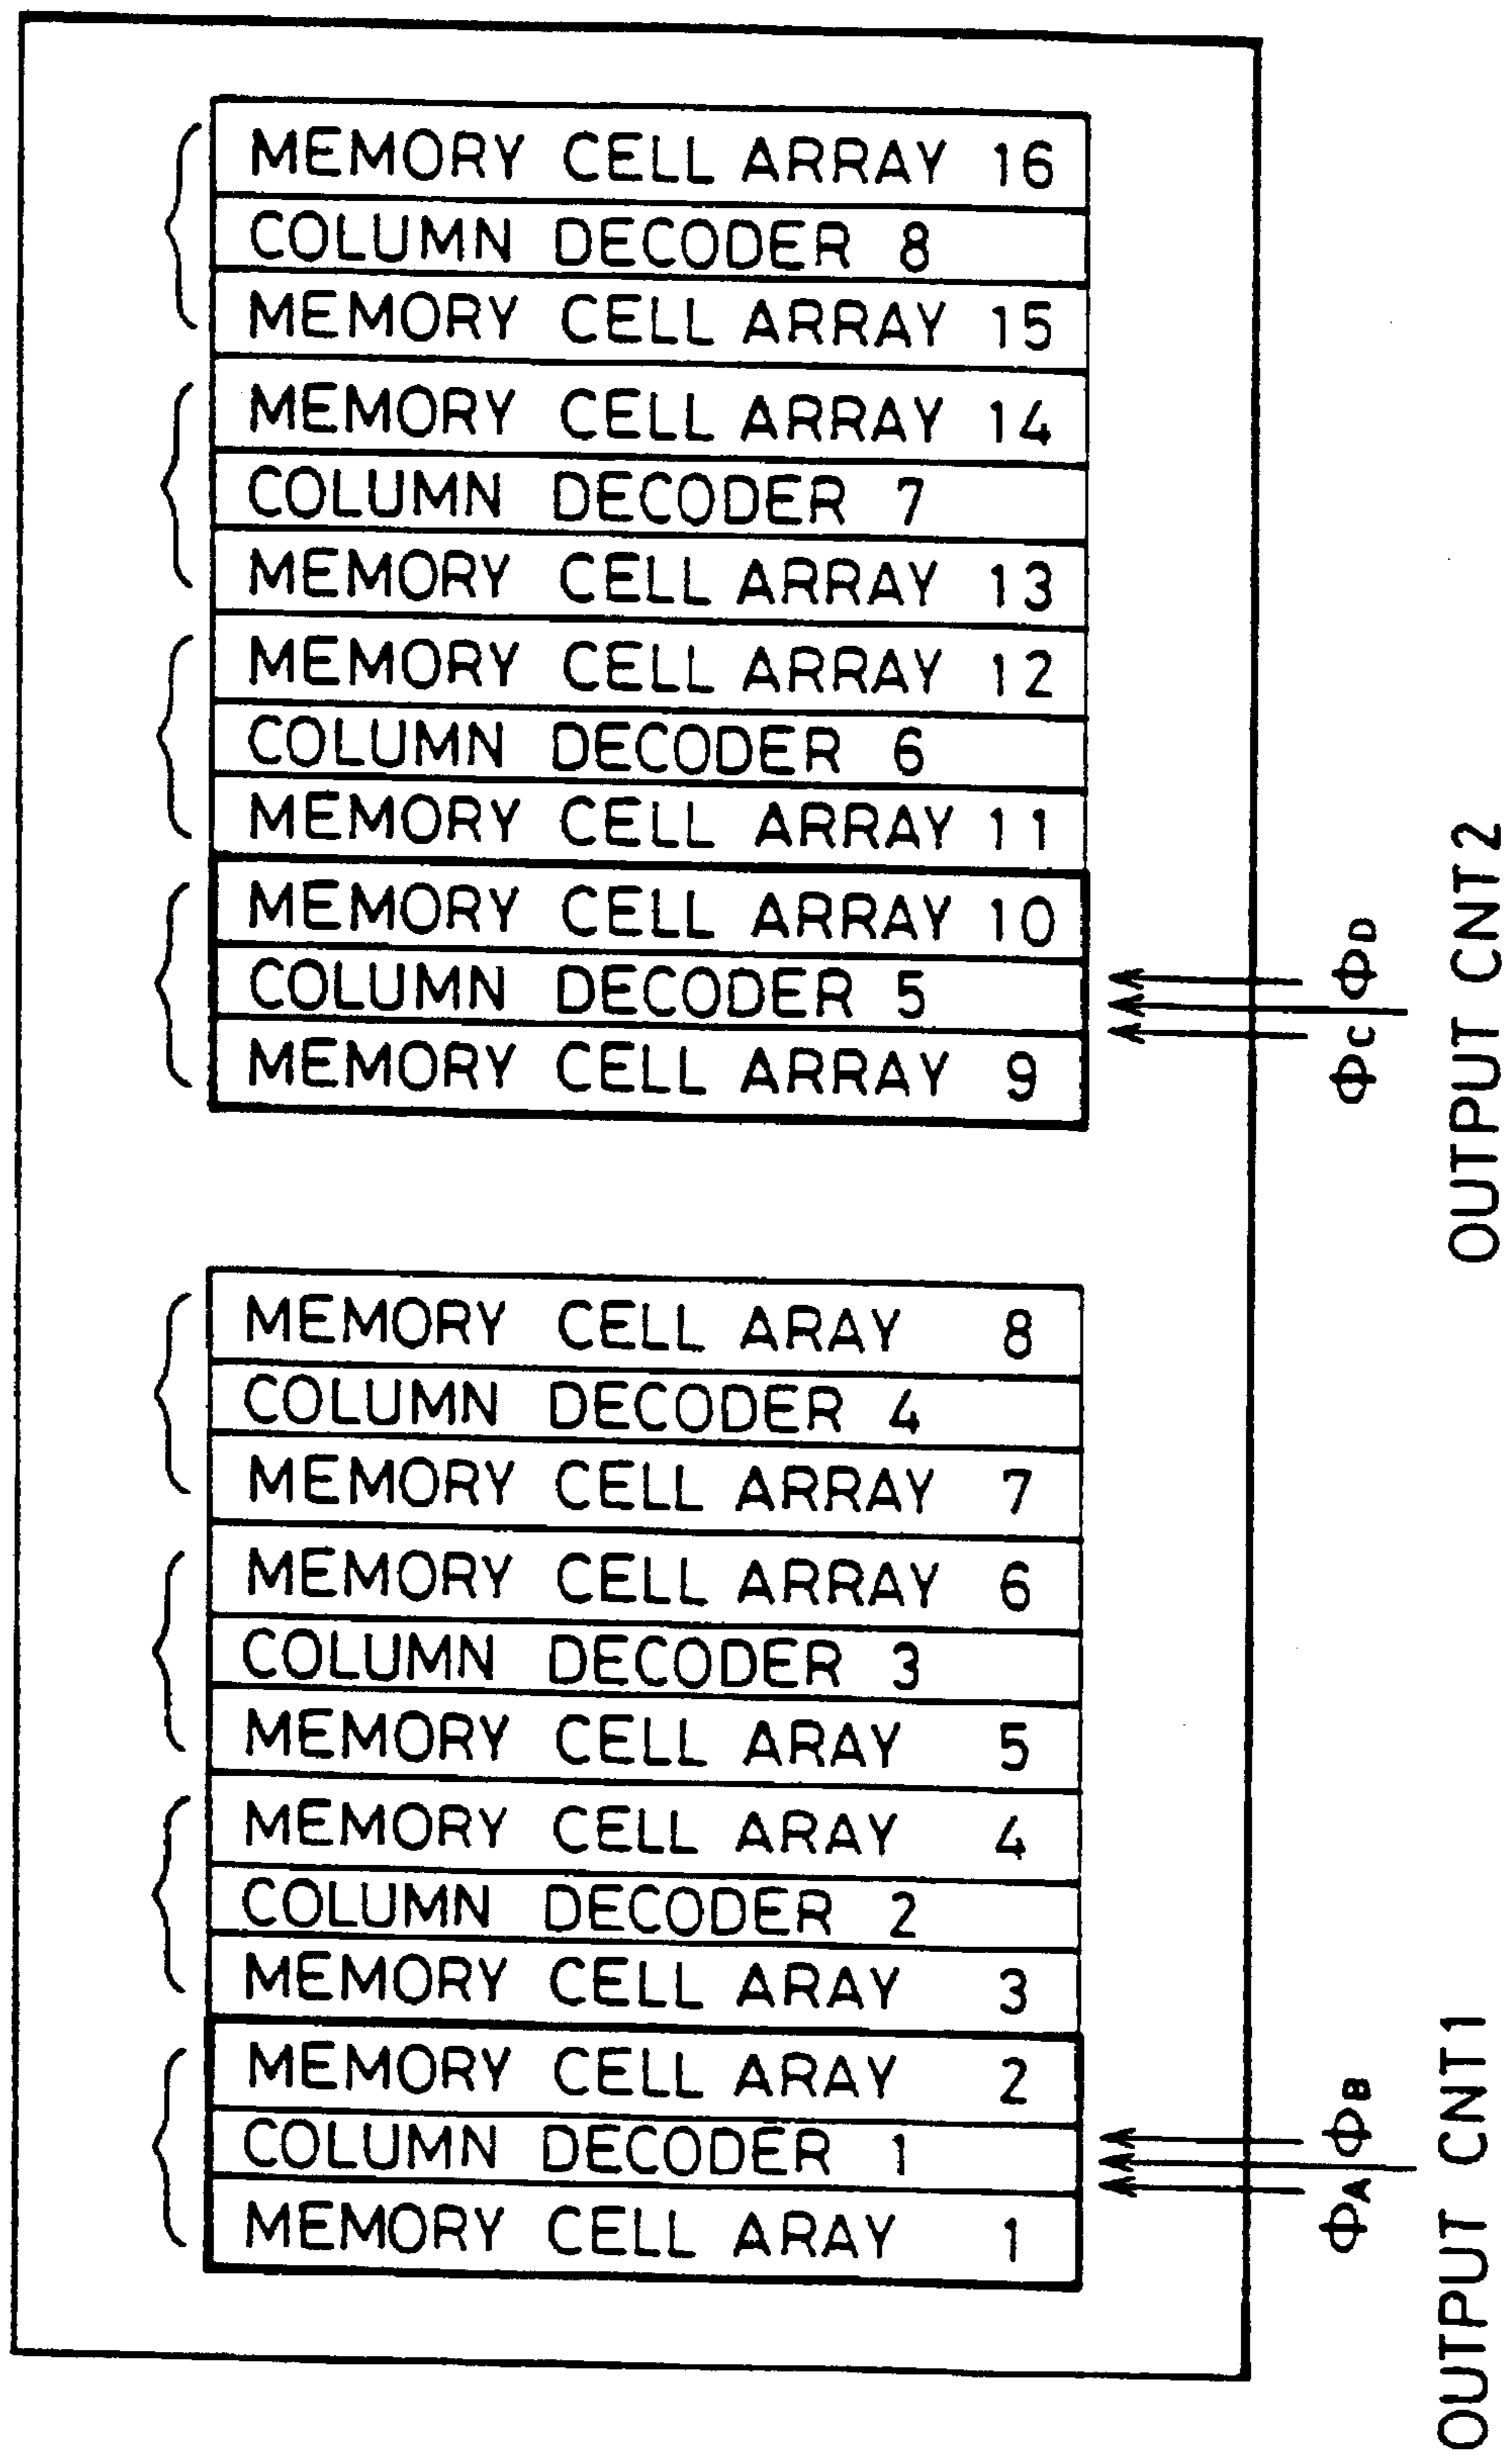 MEMORY CELL ARRAY 16
COLUMN DECODER 8
MEMORY CELL ARRAY 15
MEMORY CELL ARRAY 14
COLUMN DECODER 7
MEMORY CELL ARRAY 13
MEMORY CELL ARRAY 12
COLUMN DECODER 6
MEMORY CELL ARRAY 11
MEMORY CELL ARRAY 10
COLUMN DECODER 5
MEMORY CELL ARRAY 9
ΦC ΦD
OUTPUT CNT2
MEMORY CELL ARAY 8
COLUMN DECODER 4
MEMORY CELL ARRAY 7
MEMORY CELL ARRAY 6
COLUMN DECODER 3
MEMORY CELL ARAY 5
MEMORY CELL ARAY 4
COLUMN DECODER 2
MEMORY CELL ARAY 3
MEMORY CELL ARAY 2
COLUMN DECODER 1
MEMORY CELL ARAY 1
ΦA ΦB
OUTPUT CNT1